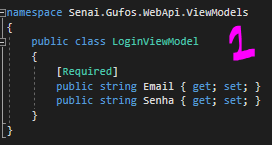 namespace Senai.Gufos.WebApi.ViewModels
{
    public class LoginViewModel
    {
        [Required]
        public string Email { get; set; }
        public string Senha { get; set; }
    }
}
1